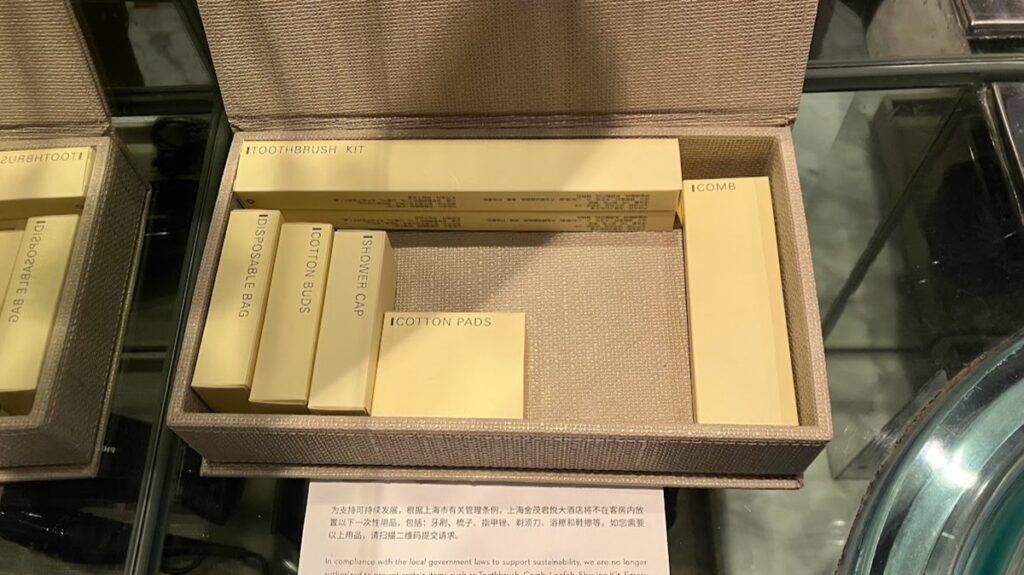 TOOTHBRUSH KIT
COMB
DISPOSABLE BAG
COTTON BUDS
SHOWER CAP
COTTON PADS
DISPOSABLE BAG
为支持可持续发展，根据上海市有关管理条例，上海金茂君悦大酒店将不在客房内放
置以下一次性用品，包括：牙刷、梳子、指甲锉、剃须刀、浴擦和鞋擦等。如您需要
以上用品，请扫描二维码提交请求。
In compliance with the local government laws to support sustainability, we are no longer